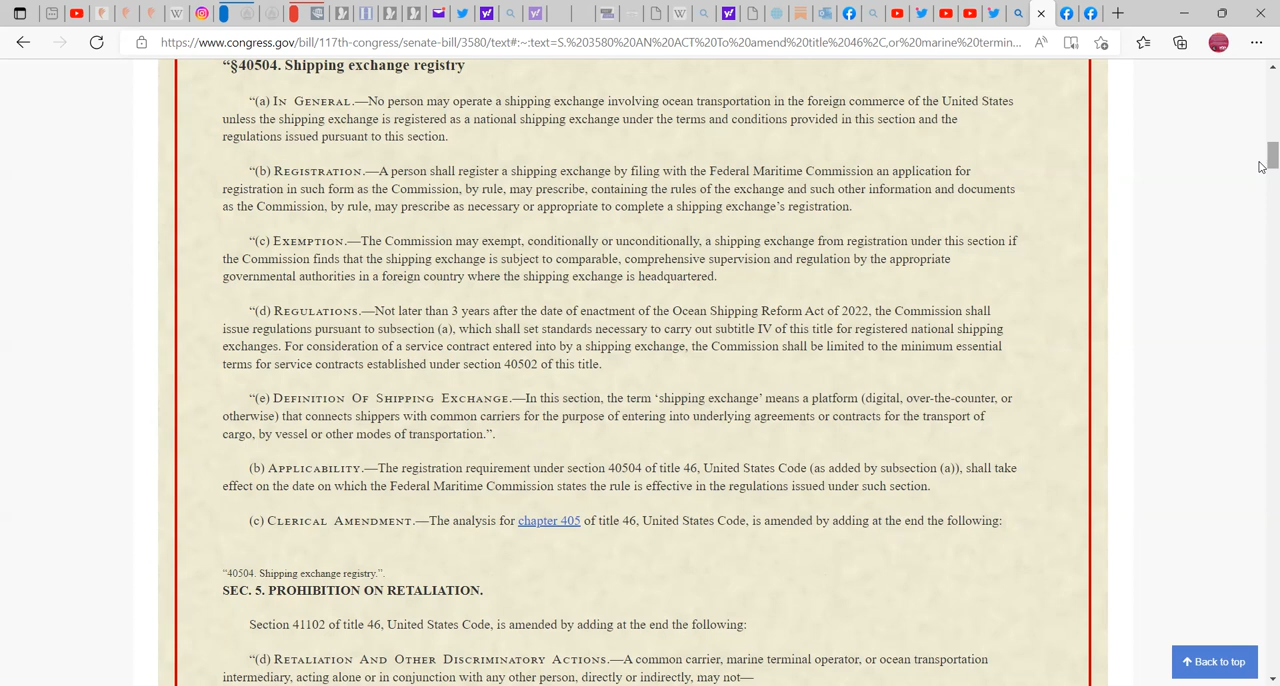 https://www.congress.gov/bill/117th-congress/senate-bill/3580/text#:~:text=S.%203580%20AN%20ACT%20To%20amend%20title%2046%2C,or%20marine%20termin...
“§40504. Shipping exchange registry
“(a) IN GENERAL.—No person may operate a shipping exchange involving ocean transportation in the foreign commerce of the United States
unless the shipping exchange is registered as a national shipping exchange under the terms and conditions provided in this section and the
regulations issued pursuant to this section.
“(b) REGISTRATION.—A person shall register a shipping exchange by filing with the Federal Maritime Commission an application for
registration in such form as the Commission, by rule, may prescribe, containing the rules of the exchange and such other information and documents
as the Commission, by rule, may prescribe as necessary or appropriate to complete a shipping exchange’s registration.
“(c) EXEMPTION.—The Commission may exempt, conditionally or unconditionally, a shipping exchange from registration under this section if
the Commission finds that the shipping exchange is subject to comparable, comprehensive supervision and regulation by the appropriate
governmental authorities in a foreign country where the shipping exchange is headquartered.
“(d) REGULATIONS.—Not later than 3 years after the date of enactment of the Ocean Shipping Reform Act of 2022, the Commission shall
issue regulations pursuant to subsection (a), which shall set standards necessary to carry out subtitle IV of this title for registered national shipping
exchanges. For consideration of a service contract entered into by a shipping exchange, the Commission shall be limited to the minimum essential
terms for service contracts established under section 40502 of this title.
“(e) DEFINITION OF SHIPPING EXCHANGE.—In this section, the term ‘shipping exchange’ means a platform (digital, over-the-counter, or
otherwise) that connects shippers with common carriers for the purpose of entering into underlying agreements or contracts for the transport of
cargo, by vessel or other modes of transportation.”.
(b) APPLICABILITY.—The registration requirement under section 40504 of title 46, United States Code (as added by subsection (a)), shall take
effect on the date on which the Federal Maritime Commission states the rule is effective in the regulations issued under such section.
(c) CLERICAL AMENDMENT.—The analysis for chapter 405 of title 46, United States Code, is amended by adding at the end the following:
“40504. Shipping exchange registry.”.
SEC. 5. PROHIBITION ON RETALIATION.
Section 41102 of title 46, United States Code, is amended by adding at the end the following:
“(d) RETALIATION AND OTHER DISCRIMINATORY ACTIONS.—A common carrier, marine terminal operator, or ocean transportation
intermediary, acting alone or in conjunction with any other person, directly or indirectly, may not—
Back to top